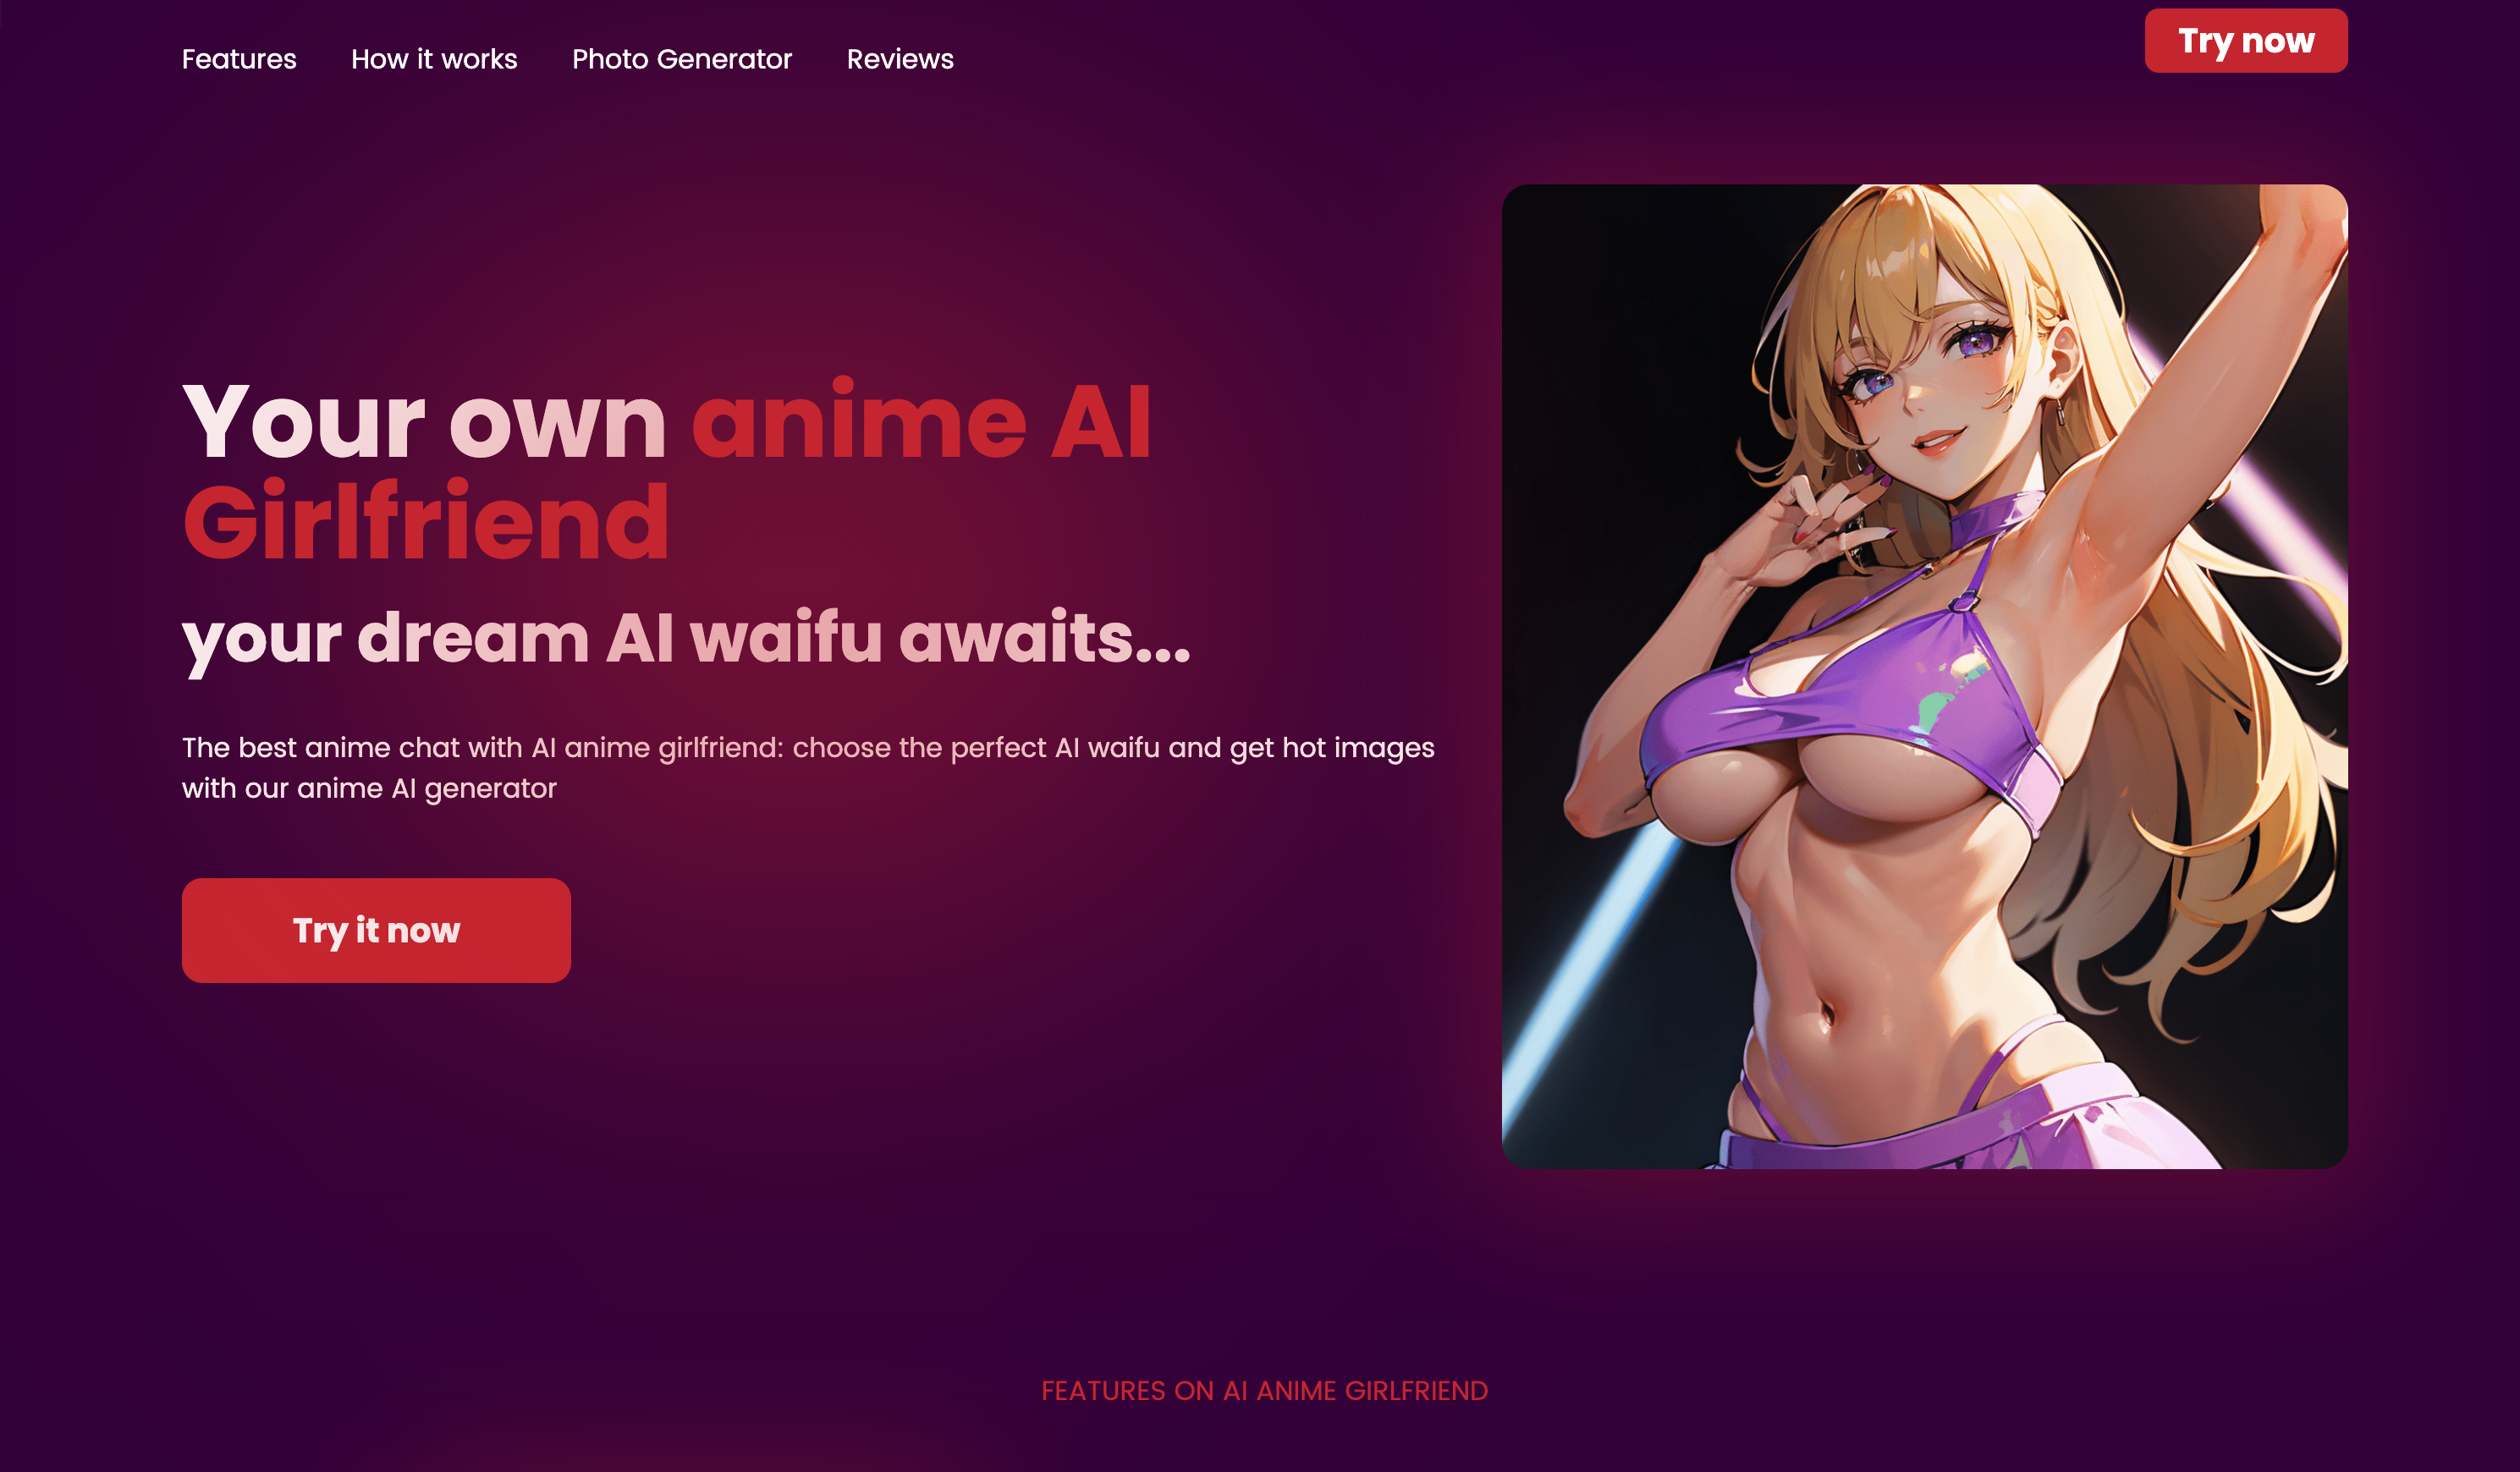 Features
How it works
Photo Generator
Reviews
Try now
Your own anime AI
Girlfriend
your dream AI waifu awaits...
The best anime chat with AI anime girlfriend: choose the perfect AI waifu and get hot images
with our anime AI generator
Try it now
FEATURES ON AI ANIME GIRLFRIEND